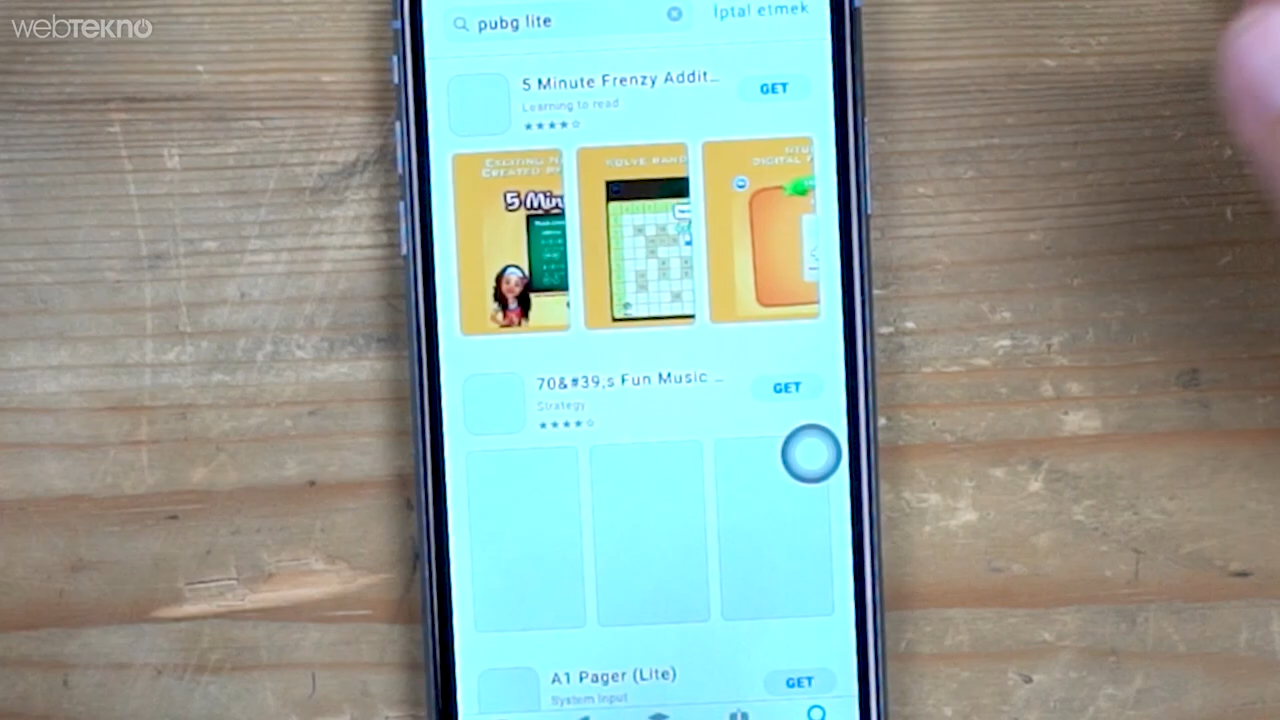 webtekno
pubg lite
İptal etmek
5 Minute Frenzy Addit...
GET
Learning to read
5 Min
70&#39;s Fun Music ...
GET
Strategy
A1 Pager (Lite)
GET
System Input